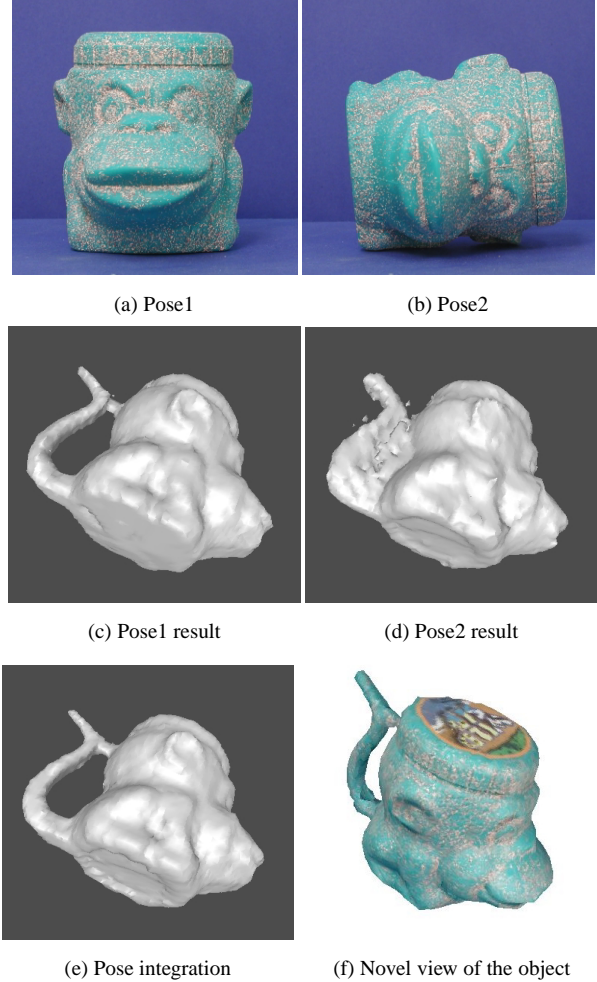 (a) Pose1
(b) Pose2
(c) Pose1 result
(d) Pose2 result
(e) Pose integration
(f) Novel view of the object